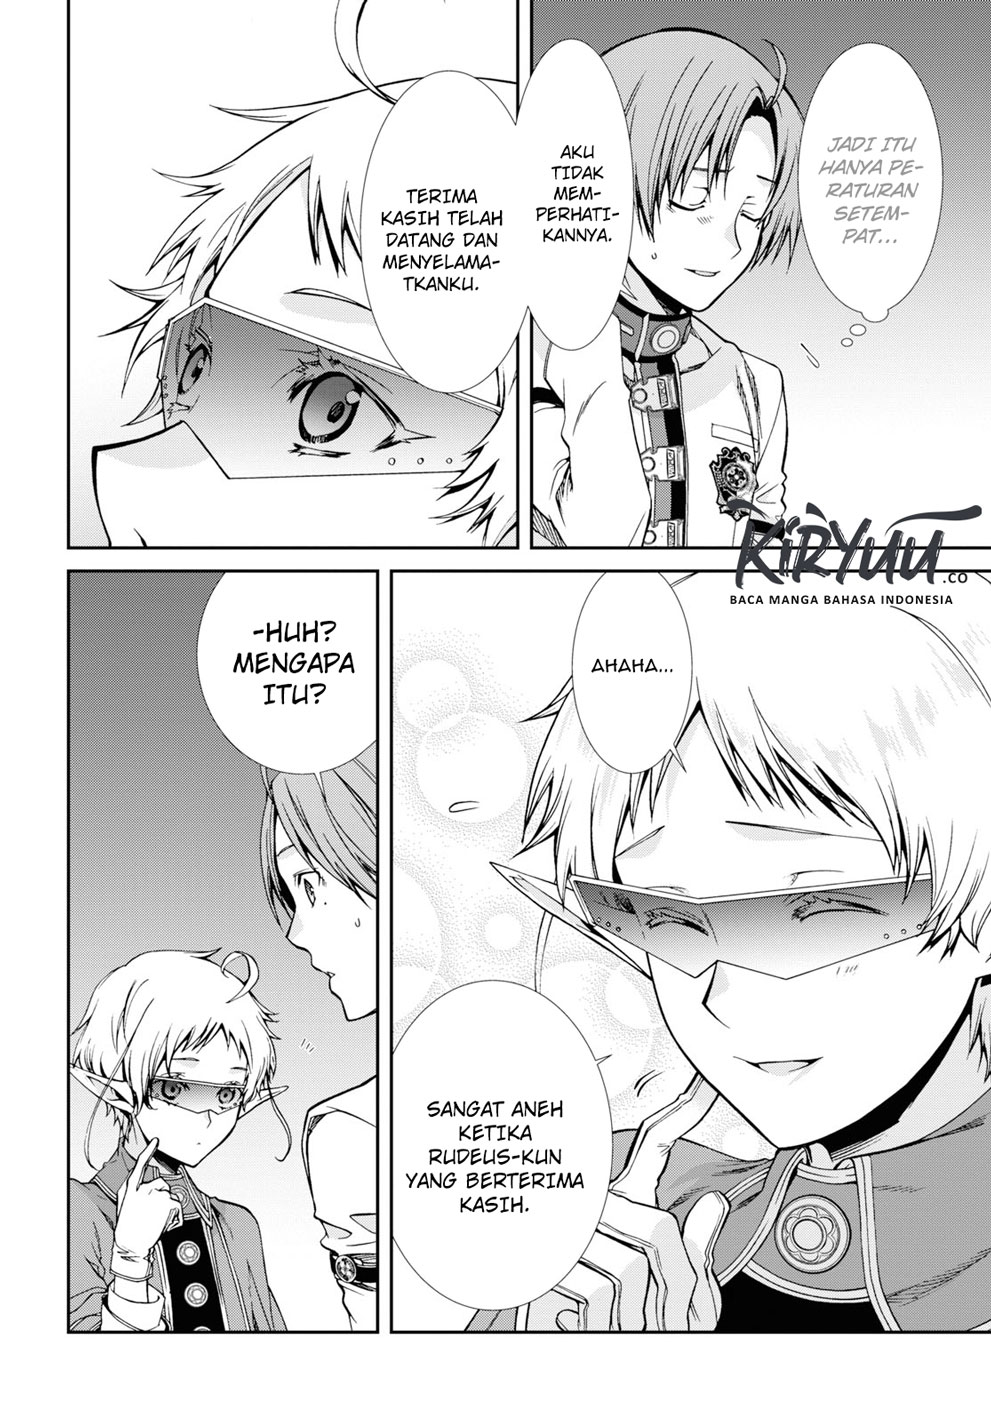 JADI ITU
HANYA PE-
RATURAN
SETEM-
PAT...
AKU
TIDAK
MEM-
PERHATI-
KANNYA.
TERIMA
KASIH TELAH
DATANG DAN
MENYELAMA-
TKANKU.
KIRYUU.CO
BACA MANGA BAHASA INDONESIA
AHAHA...
SANGAT ANEH
KETIKA
RUDEUS-KUN
YANG BERTERIMA
KASIH.
-HUH?
MENGAPA
ITU?